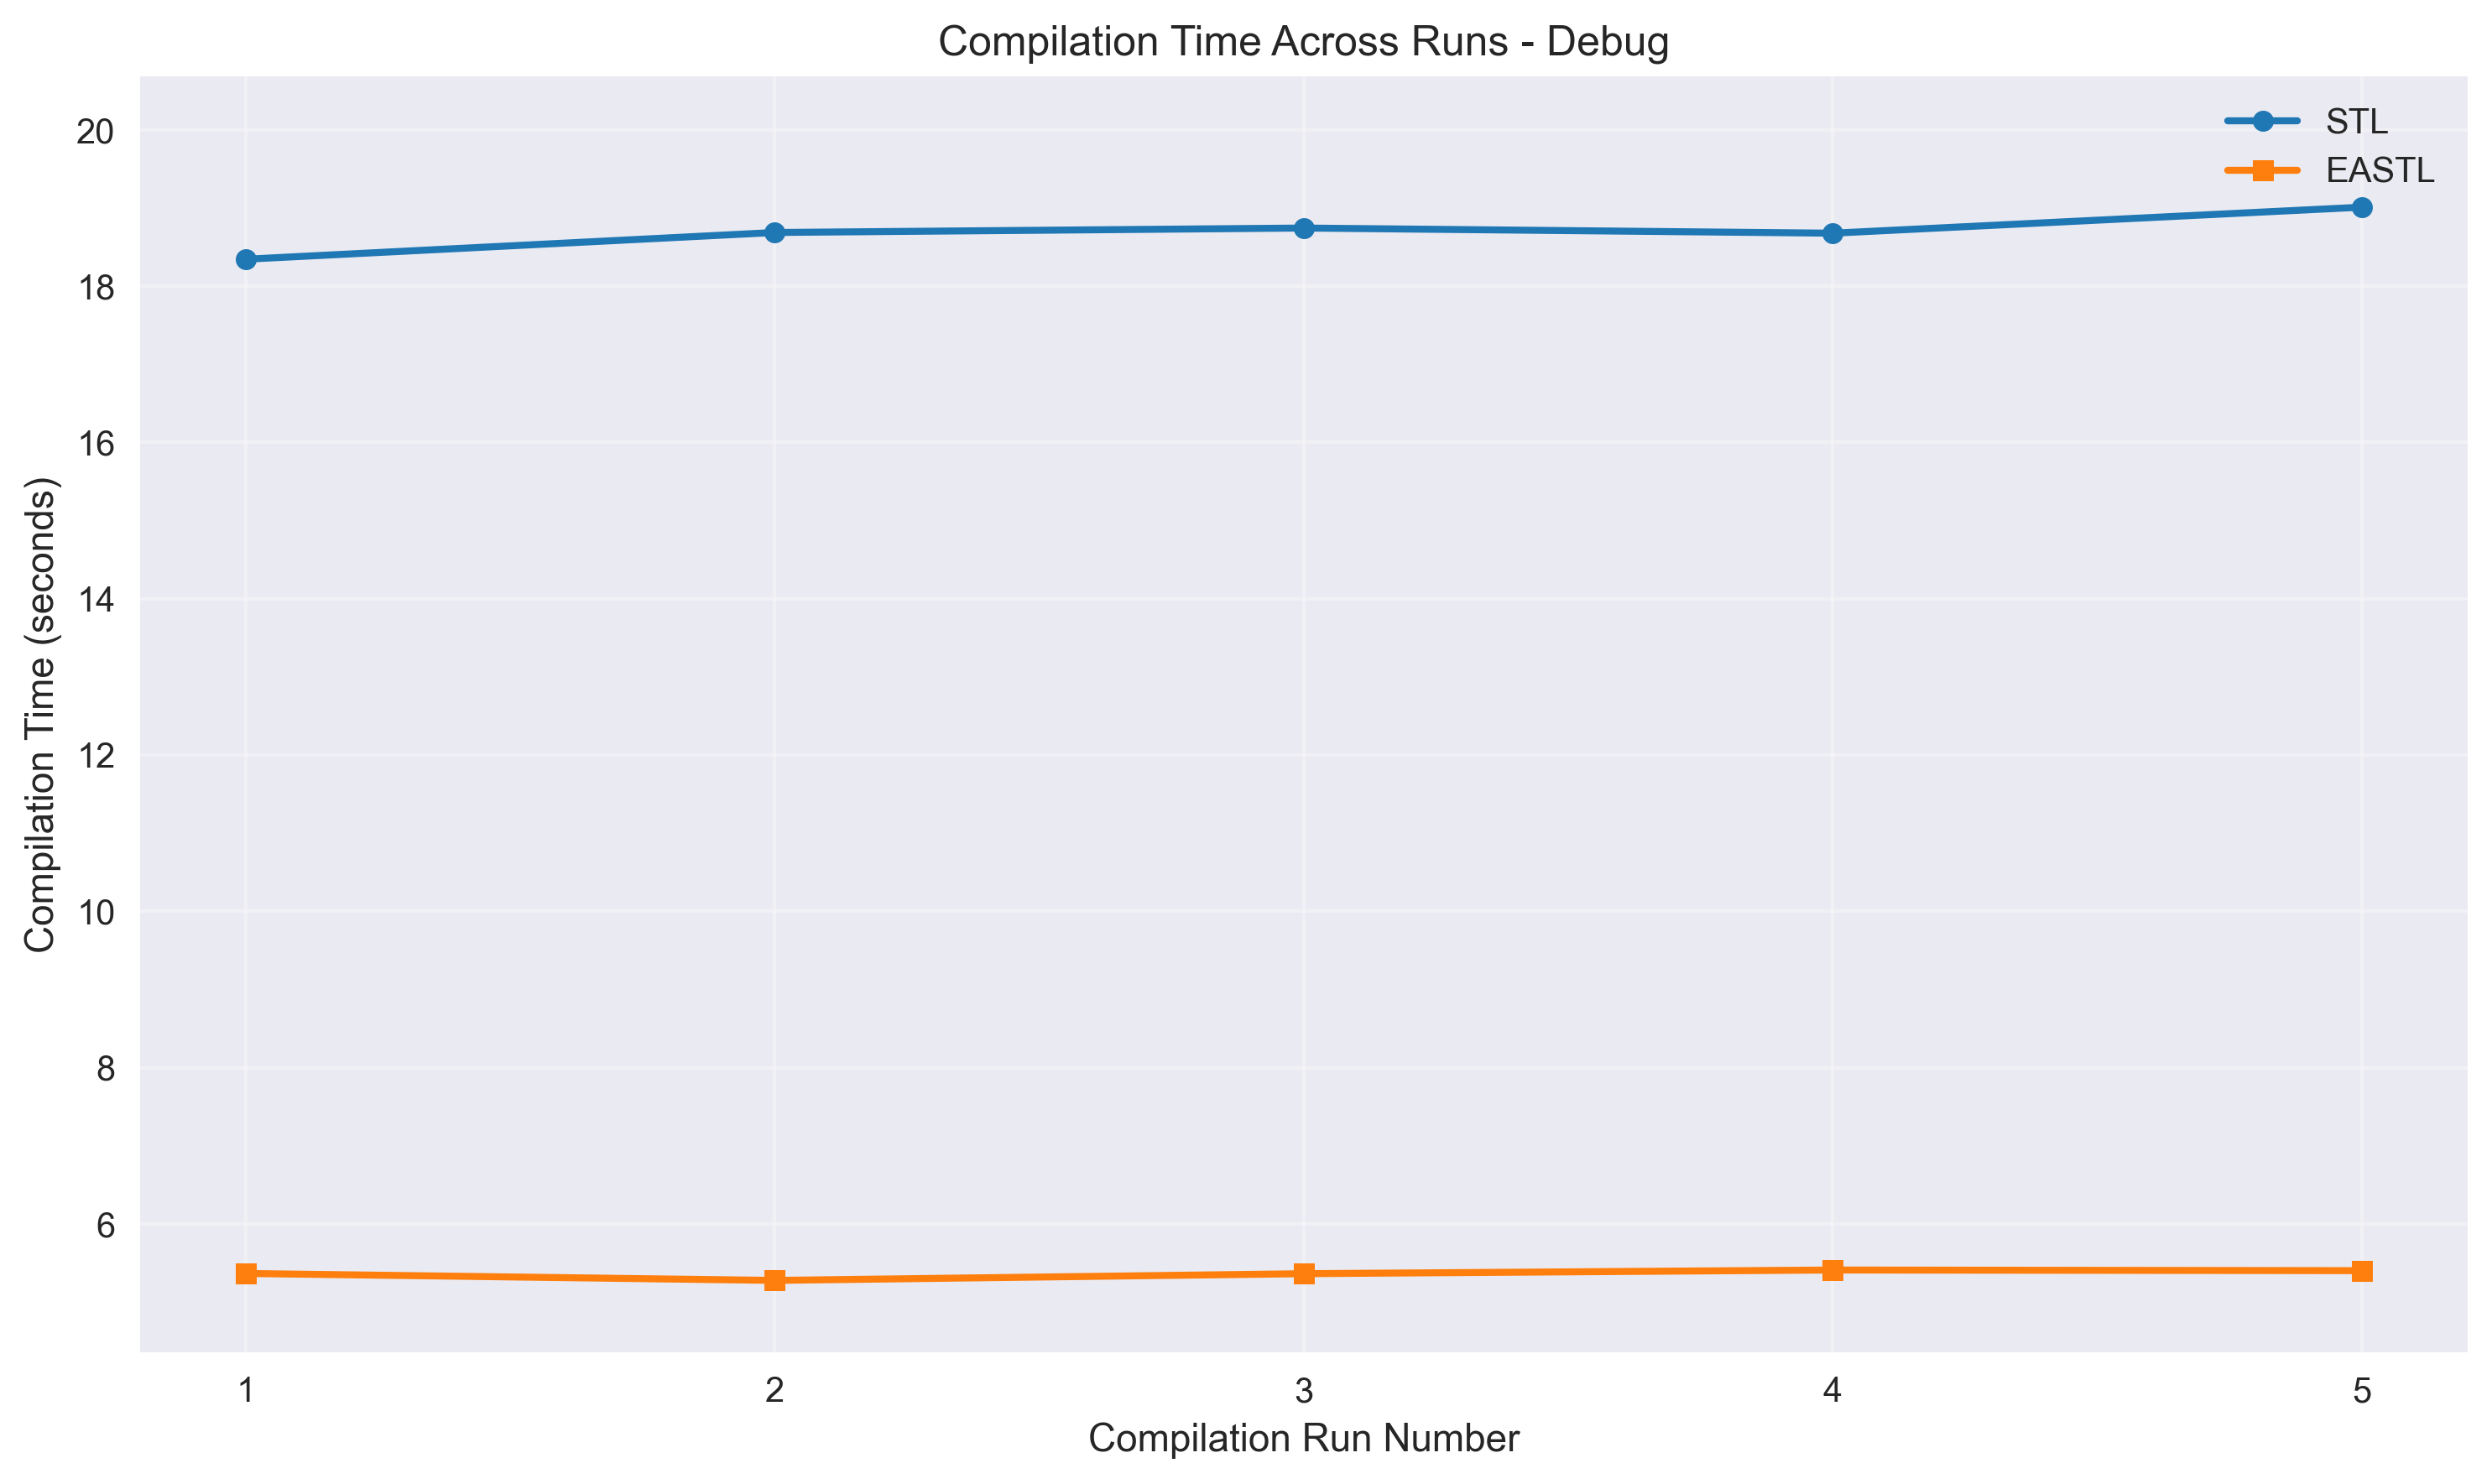 Compilation Time Across Runs - Debug
STL
EASTL
Compilation Time (seconds)
20
18
16
14
12
10
8
6
1 2 3 4 5
Compilation Run Number